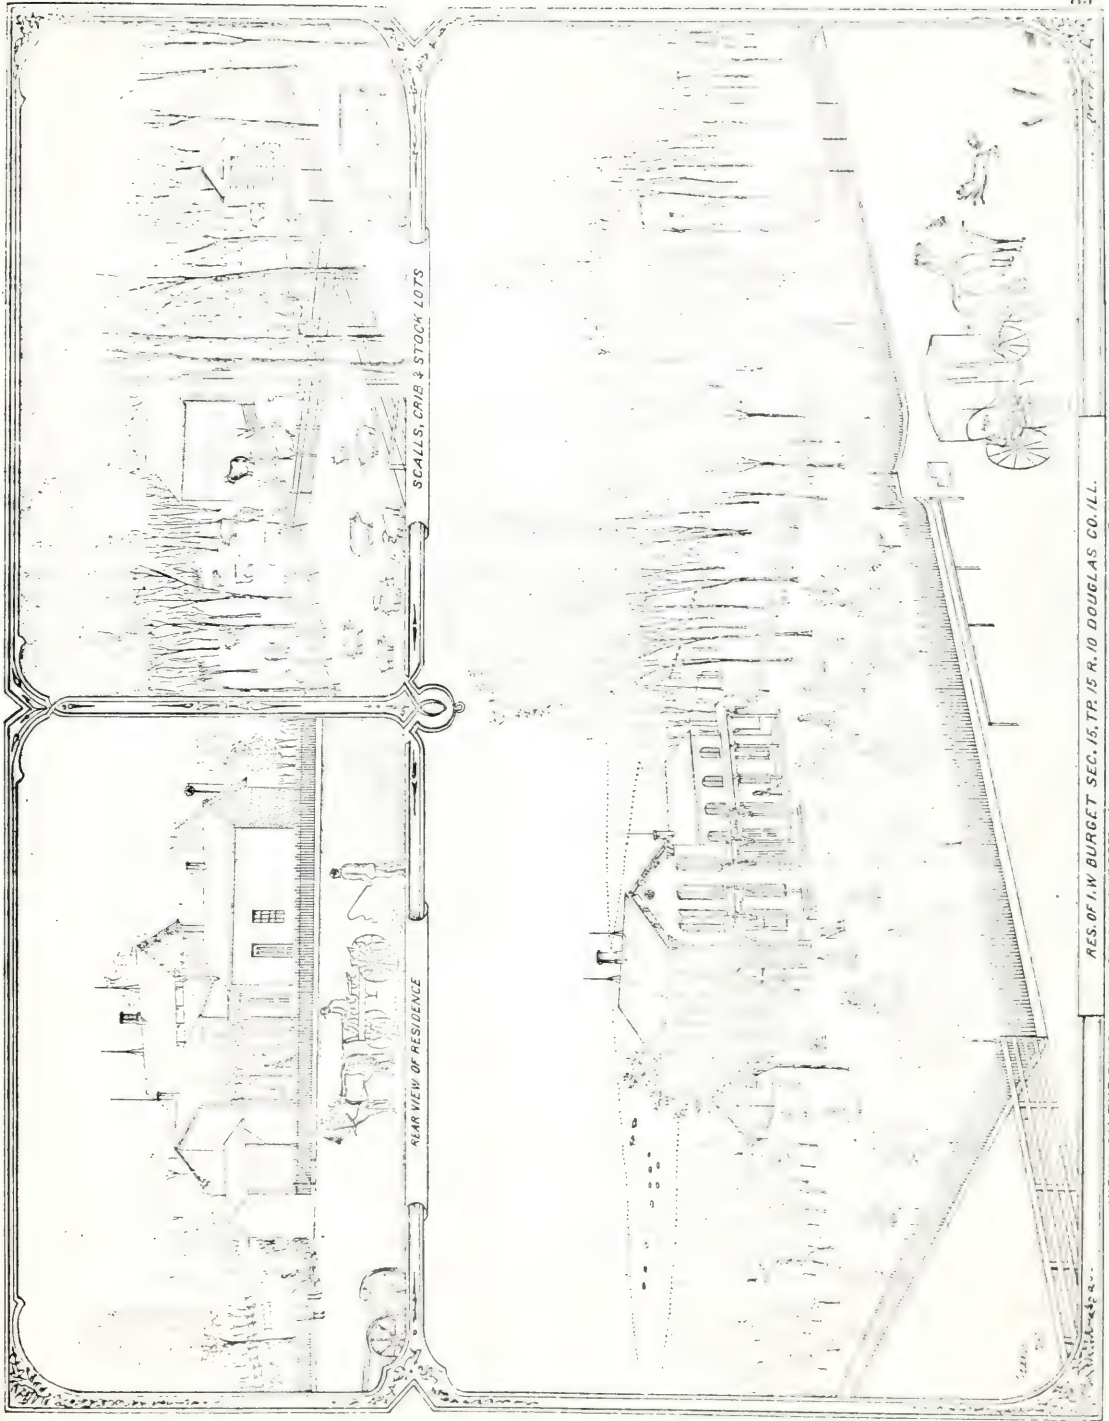 REAR VIEW OF RESIDENCE
SCALLS, CRIB & STOCK LOTS
RES. OF I.W BURGET SEC. 15, TP. 15 R. 10 DOUGLAS CO. ILL.